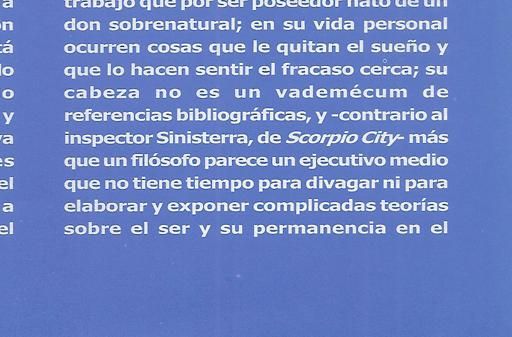 trabajo que por ser poseedor nato de un
don sobrenatural; en su vida personal
ocurren cosas que le quitan el sueño y
que lo hacen sentir el fracaso cerca; su
cabeza no es un vademécum de
referencias bibliográficas, y -contrario al
inspector Sinisterra, de Scorpio City- más
que un filósofo parece un ejecutivo medio
que no tiene tiempo para divagar ni para
elaborar y exponer complicadas teorías
sobre el ser y su permanencia en el